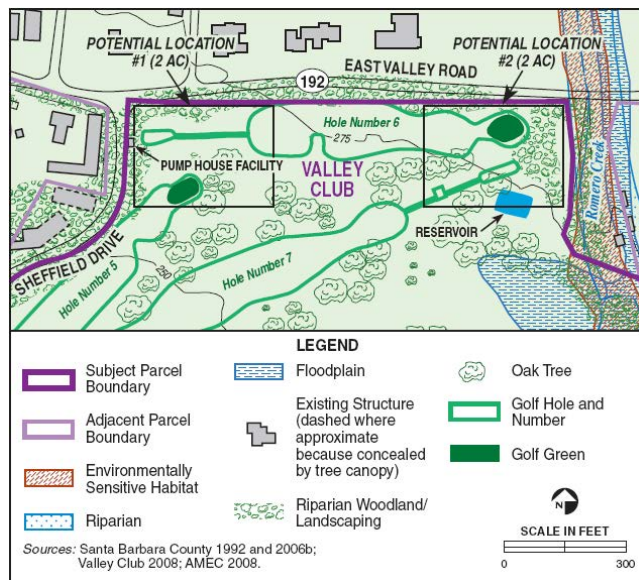 POTENTIAL LOCATION
#1 (2 AC)
POTENTIAL LOCATION
#2 (2 AC)
192
EAST VALLEY ROAD
Hole Number 6
275
PUMP HOUSE FACILITY
VALLEY
CLUB
RESERVOIR
Romero Creek
SHEFFIELD DRIVE
250
Hole Number 5
Hole Number 7
LEGEND
Subject Parcel
Boundary
Adjacent Parcel
Boundary
Environmentally
Sensitive Habitat
Riparian
Floodplain
Existing Structure
(dashed where
approximate
because concealed
by tree canopy)
Riparian Woodland/
Landscaping
Oak Tree
Golf Hole and
Number
Golf Green
N
SCALE IN FEET
0 300
Sources: Santa Barbara County 1992 and 2006b;
Valley Club 2008; AMEC 2008.